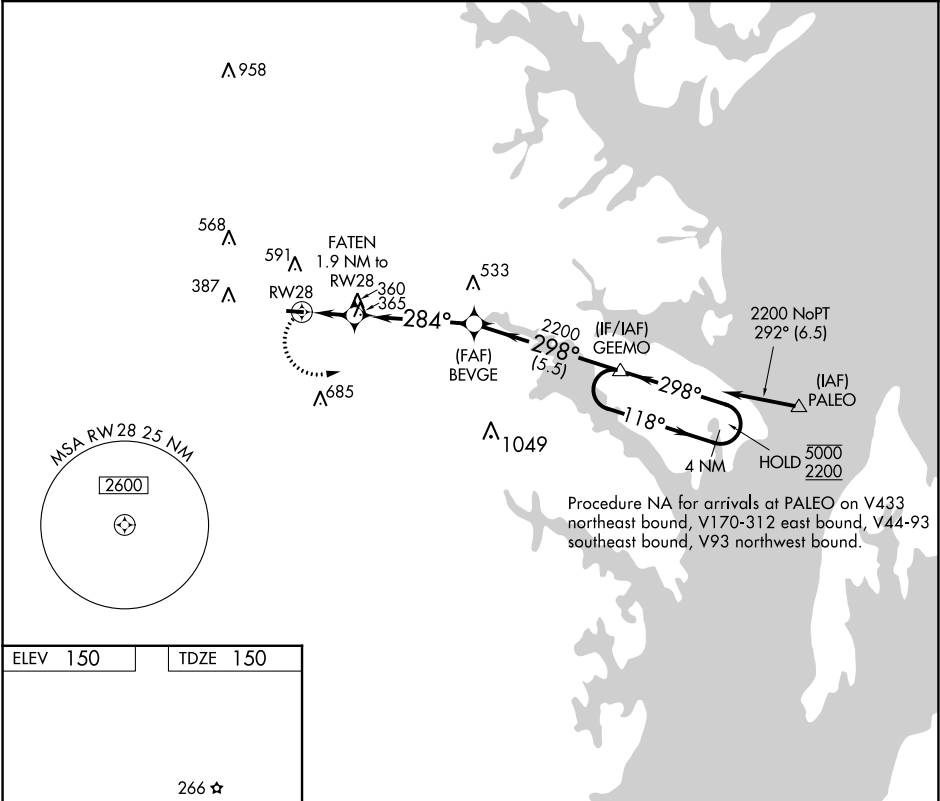 958
568
591
387
FATEN
1.9 NM to
RW28
360
365
RW28
533
284°
(FAF)
BEVGE
2200
298°
(5.5)
(IF/IAF)
GEEMO
2200 NoPT
292° (6.5)
(IAF)
PALEO
298°
118°
4 NM
HOLD 5000
2200
685
1049
MSA RW 28 25 NM
2600
Procedure NA for arrivals at PALEO on V433
northeast bound, V170-312 east bound, V44-93
southeast bound, V93 northwest bound.
ELEV 150
TDZE 150
266